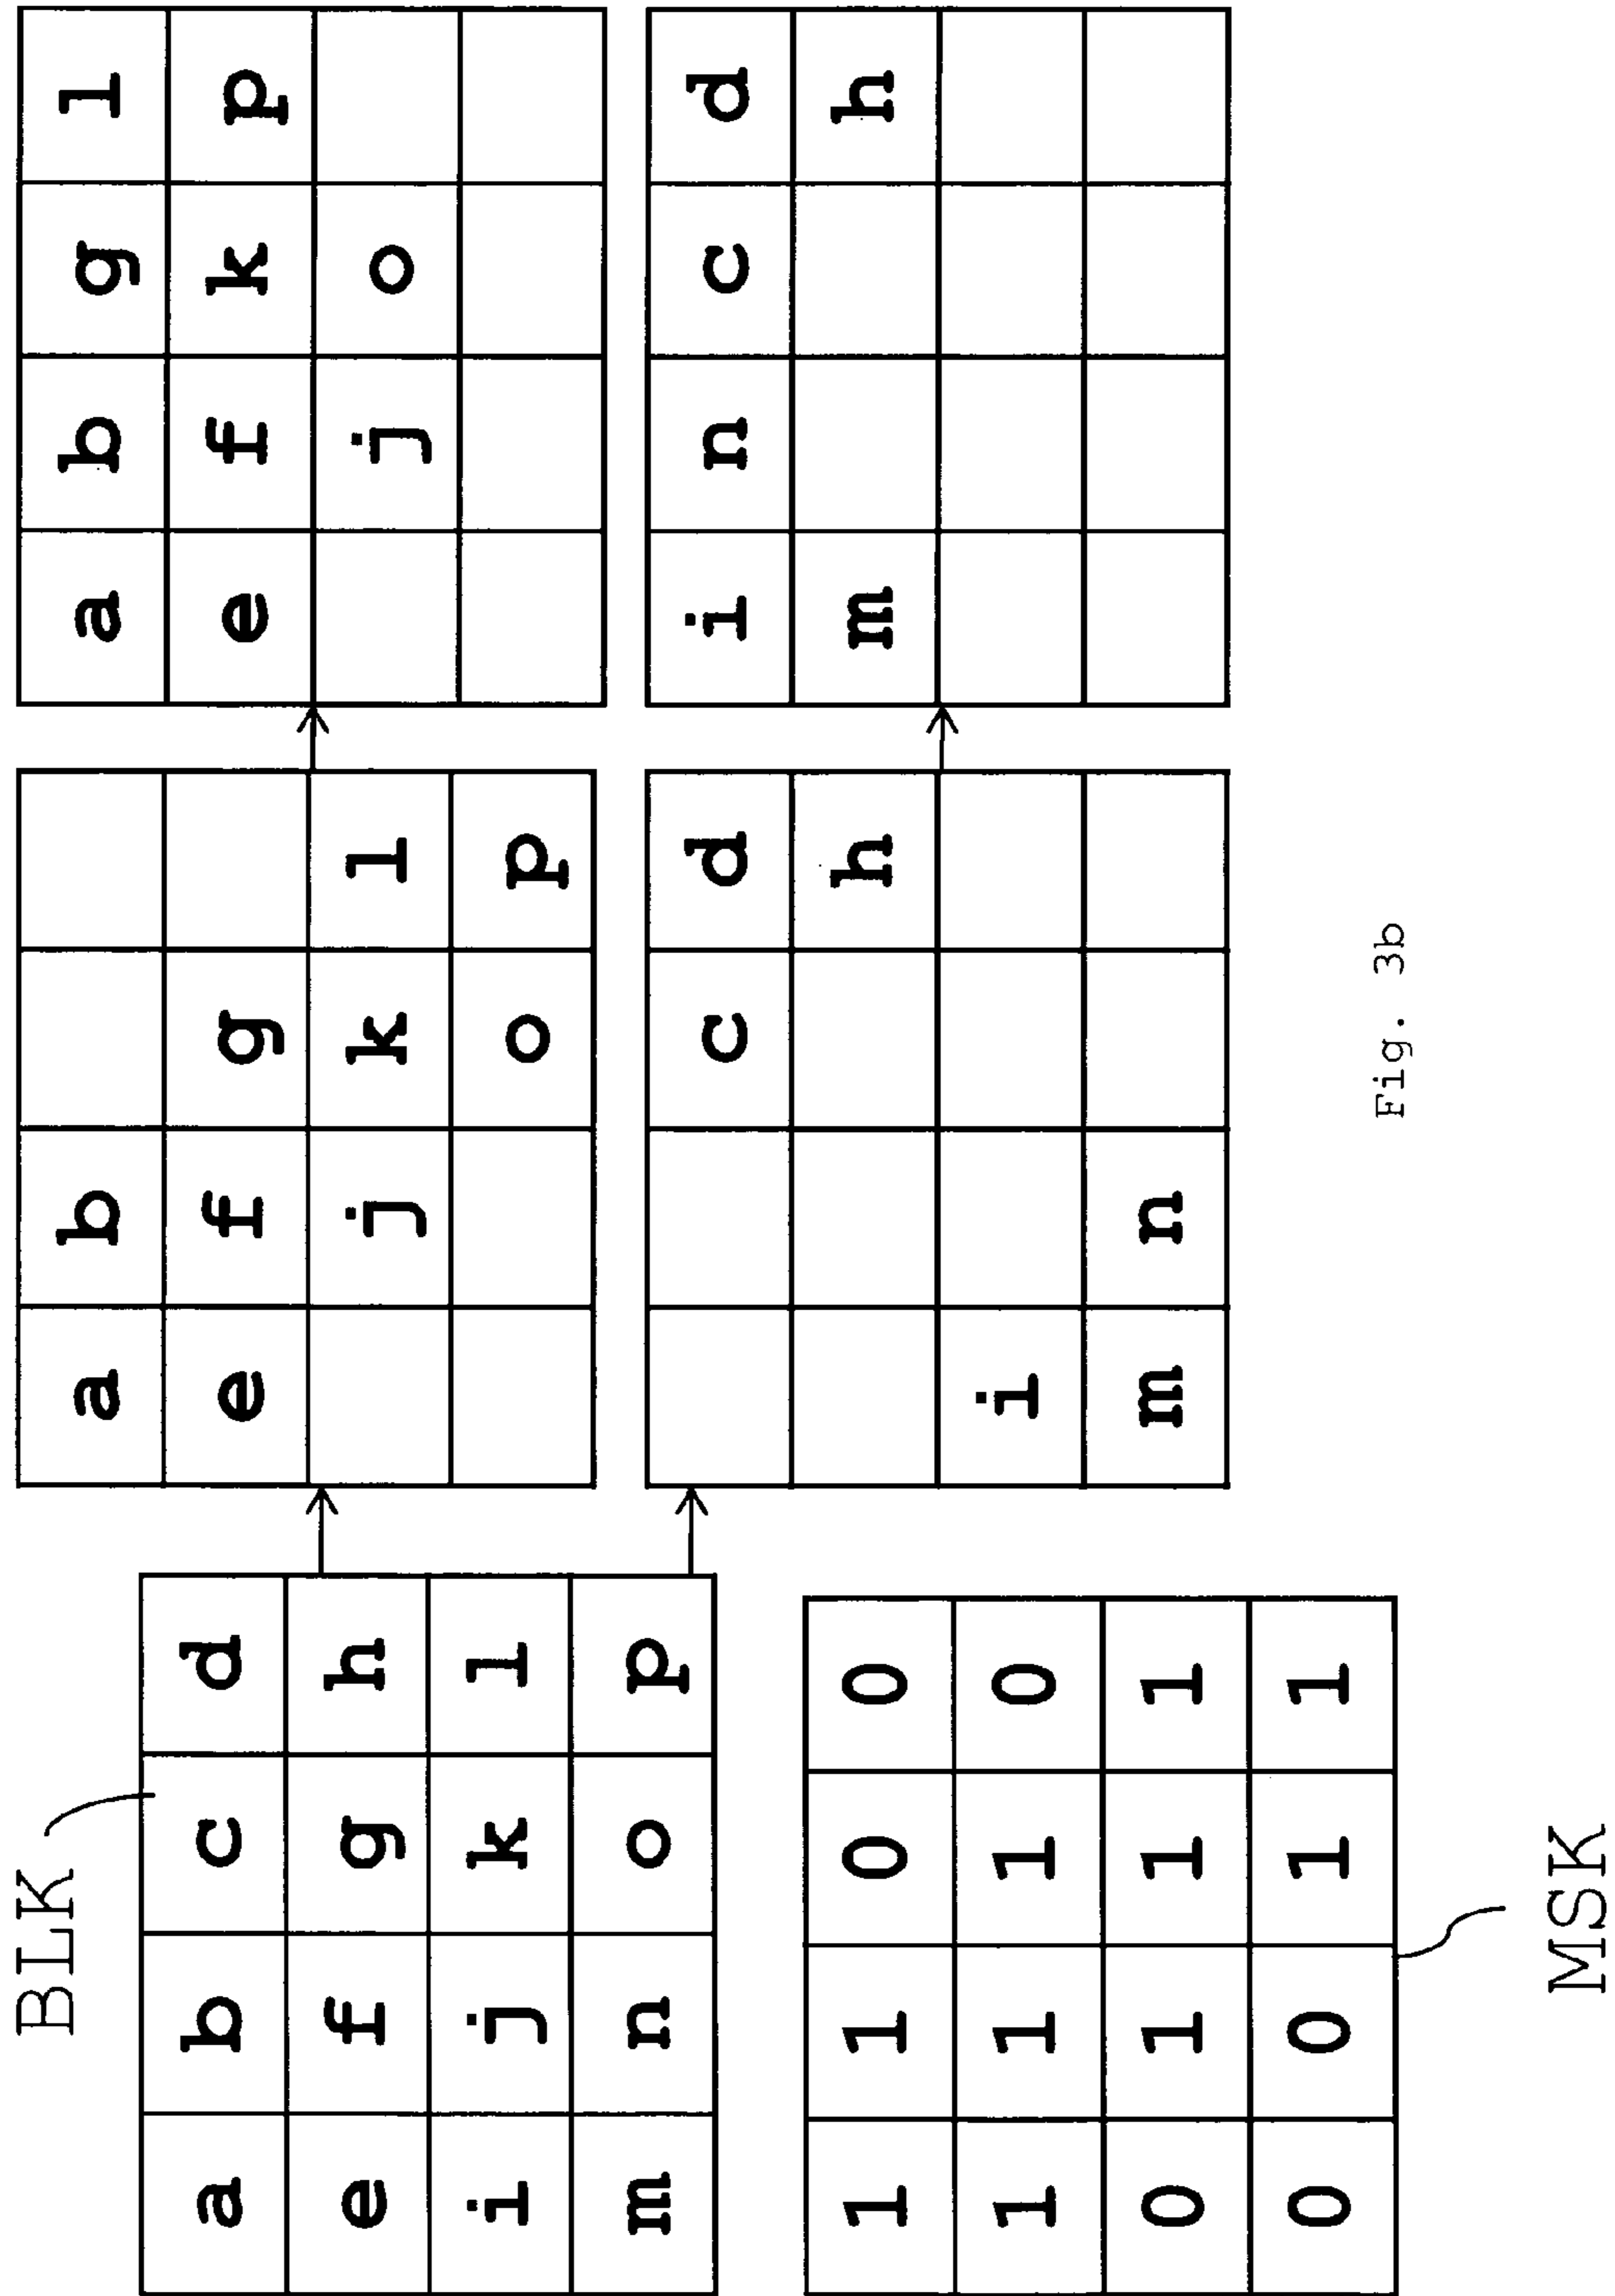 BLK
a b c d
e f g h
i j k l
m n o p
a b
e f g
j k l
o p
a b g l
e f k p
j o
1 1 0 0
1 1 1 0
0 1 1 1
0 0 1 1
MSK
c d
h
i
m n
i n c d
m h
Fig. 3b